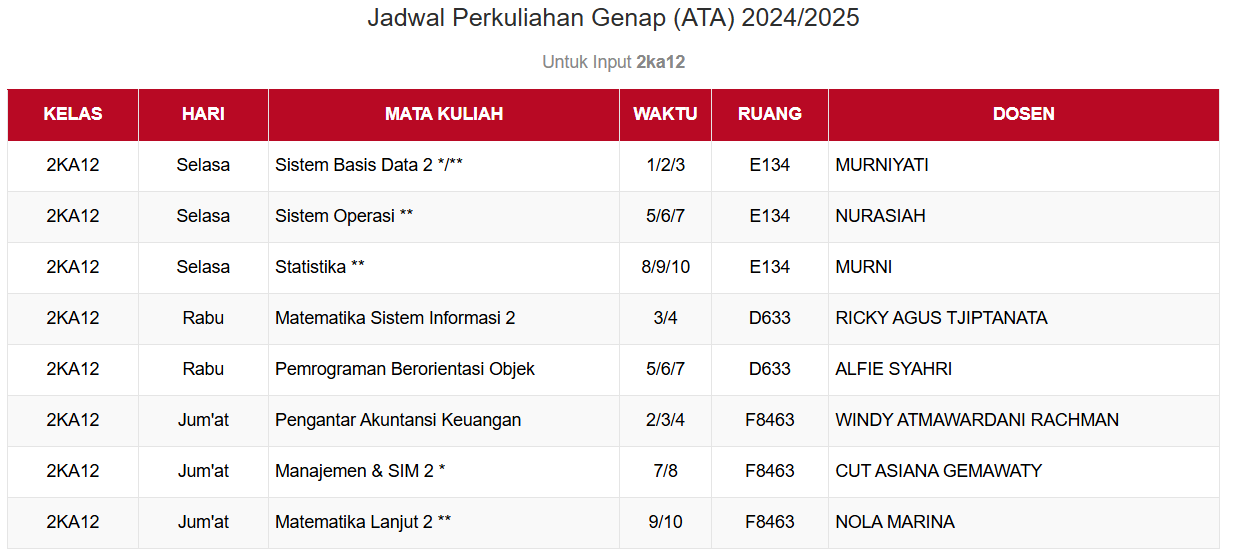 Jadwal Perkuliahan Genap (ATA) 2024/2025
Untuk Input 2ka12
KELAS HARI MATA KULIAH WAKTU RUANG DOSEN
2KA12 Selasa Sistem Basis Data 2 */** 1/2/3 E134 MURNIYATI
2KA12 Selasa Sistem Operasi ** 5/6/7 E134 NURASIAH
2KA12 Selasa Statistika ** 8/9/10 E134 MURNI
2KA12 Rabu Matematika Sistem Informasi 2 3/4 D633 RICKY AGUS TJIPTANATA
2KA12 Rabu Pemrograman Berorientasi Objek 5/6/7 D633 ALFIE SYAHRI
2KA12 Jum'at Pengantar Akuntansi Keuangan 2/3/4 F8463 WINDY ATMAWARDANI RACHMAN
2KA12 Jum'at Manajemen & SIM 2 * 7/8 F8463 CUT ASIANA GEMAWATY
2KA12 Jum'at Matematika Lanjut 2 ** 9/10 F8463 NOLA MARINA